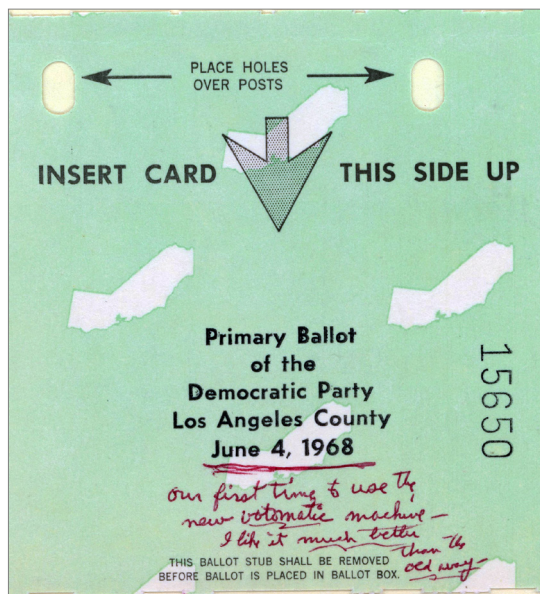 PLACE HOLES
OVER POSTS
INSERT CARD THIS SIDE UP
Primary Ballot
of the
Democratic Party
Los Angeles County
June 4, 1968
15650
our first time to use the
new votomatic machine –
I like it much better
than the
old way –
THIS BALLOT STUB SHALL BE REMOVED
BEFORE BALLOT IS PLACED IN BALLOT BOX.